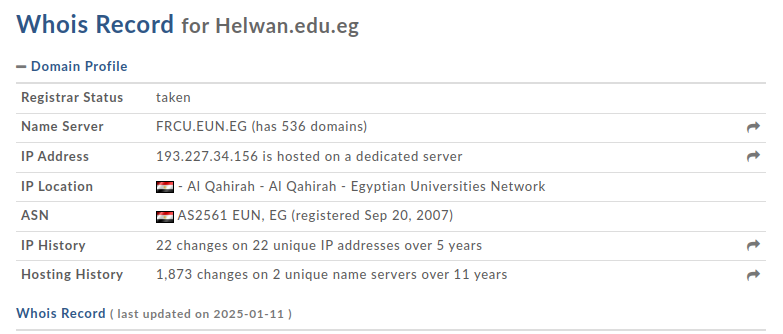 Whois Record for Helwan.edu.eg
Domain Profile
Registrar Status taken
Name Server FRCU.EUN.EG (has 536 domains)
IP Address 193.227.34.156 is hosted on a dedicated server
IP Location - Al Qahirah - Al Qahirah - Egyptian Universities Network
ASN AS2561 EUN, EG (registered Sep 20, 2007)
IP History 22 changes on 22 unique IP addresses over 5 years
Hosting History 1,873 changes on 2 unique name servers over 11 years
Whois Record ( last updated on 2025-01-11 )